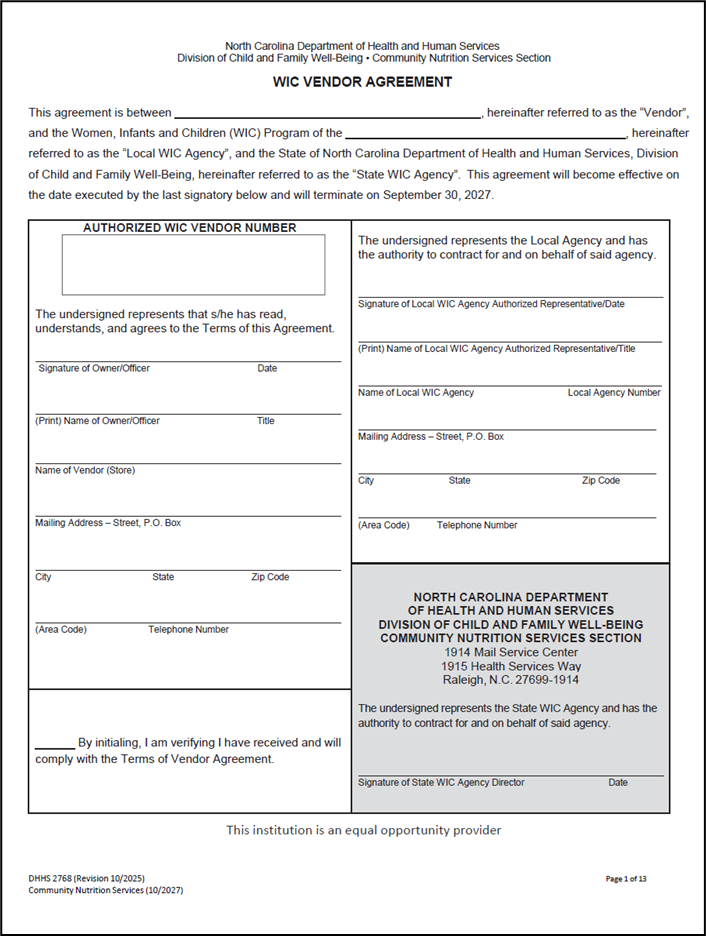 North Carolina Department of Health and Human Services
Division of Child and Family Well-Being • Community Nutrition Services Section
WIC VENDOR AGREEMENT
This agreement is between ______, hereinafter referred to as the “Vendor”,
and the Women, Infants and Children (WIC) Program of the ______, hereinafter
referred to as the “Local WIC Agency”, and the State of North Carolina Department of Health and Human Services, Division
of Child and Family Well-Being, hereinafter referred to as the “State WIC Agency”. This agreement will become effective on
the date executed by the last signatory below and will terminate on September 30, 2027.
AUTHORIZED WIC VENDOR NUMBER
The undersigned represents that s/he has read,
understands, and agrees to the Terms of this Agreement.
Signature of Owner/Officer Date
(Print) Name of Owner/Officer Title
Name of Vendor (Store)
Mailing Address – Street, P.O. Box
City State Zip Code
(Area Code) Telephone Number
______ By initialing, I am verifying I have received and will
comply with the Terms of Vendor Agreement.
The undersigned represents the Local Agency and has
the authority to contract for and on behalf of said agency.
Signature of Local WIC Agency Authorized Representative/Date
(Print) Name of Local WIC Agency Authorized Representative/Title
Name of Local WIC Agency Local Agency Number
Mailing Address – Street, P.O. Box
City State Zip Code
(Area Code) Telephone Number
NORTH CAROLINA DEPARTMENT
OF HEALTH AND HUMAN SERVICES
DIVISION OF CHILD AND FAMILY WELL-BEING
COMMUNITY NUTRITION SERVICES SECTION
1914 Mail Service Center
1915 Health Services Way
Raleigh, N.C. 27699-1914
The undersigned represents the State WIC Agency and has the
authority to contract for and on behalf of said agency.
Signature of State WIC Agency Director Date
This institution is an equal opportunity provider
DHHS 2768 (Revision 10/2025)
Community Nutrition Services (10/2027)
Page 1 of 13